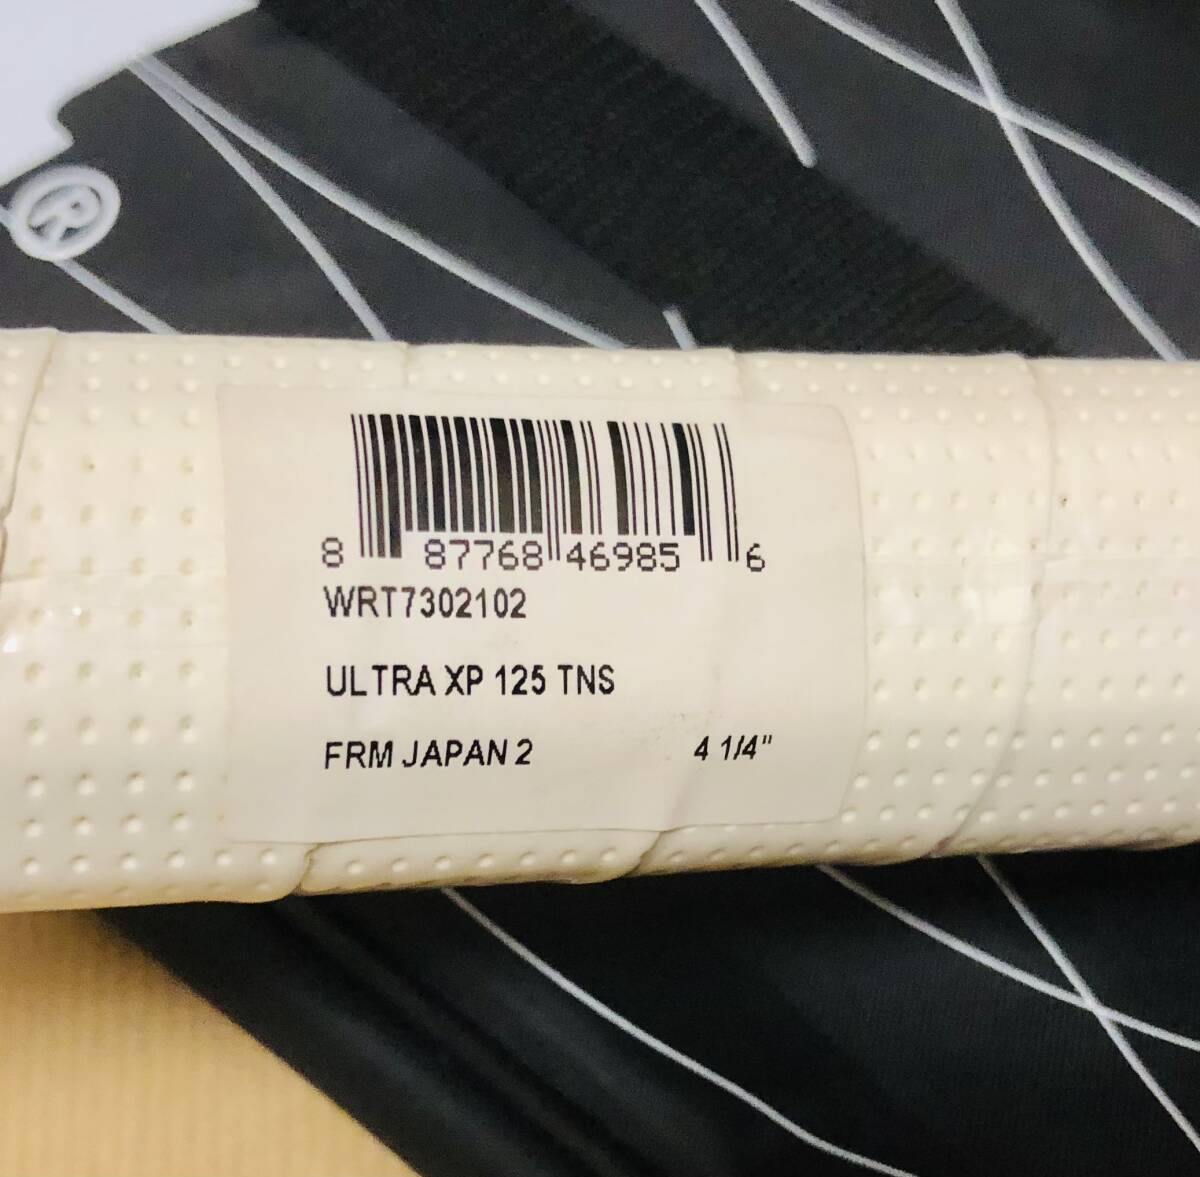 ®
8 87768 46985 6
WRT7302102
ULTRA XP 125 TNS
FRM JAPAN 2 4 1/4"